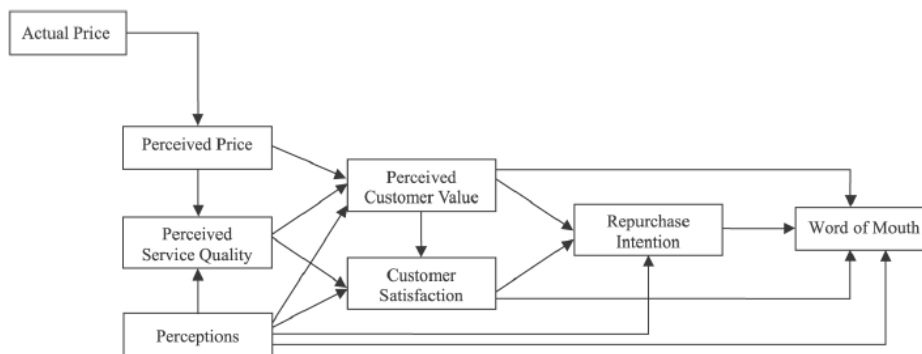 Actual Price
Perceived Price
Perceived
Customer Value
Perceived
Service Quality
Repurchase
Intention
Word of Mouth
Customer
Satisfaction
Perceptions